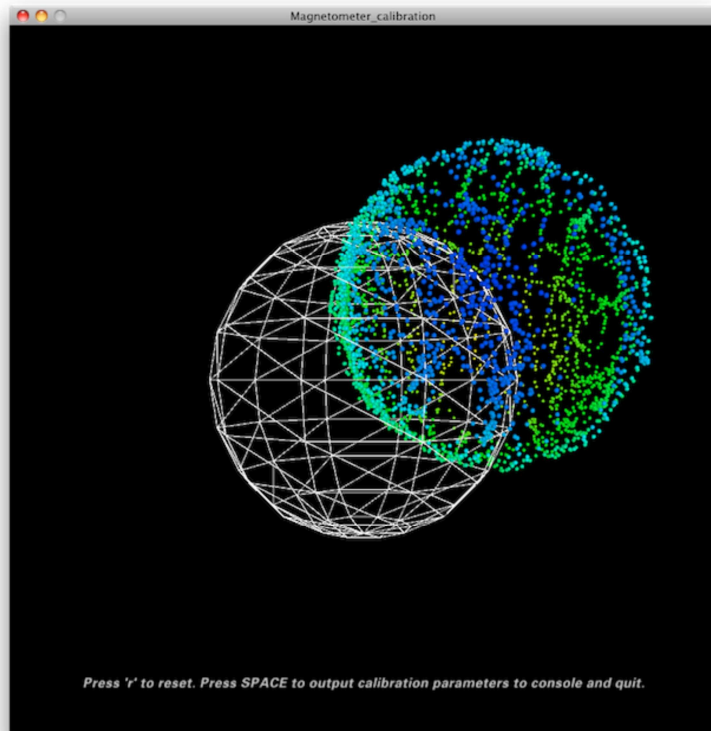 Magnetometer_calibration
Press 'r' to reset. Press SPACE to output calibration parameters to console and quit.